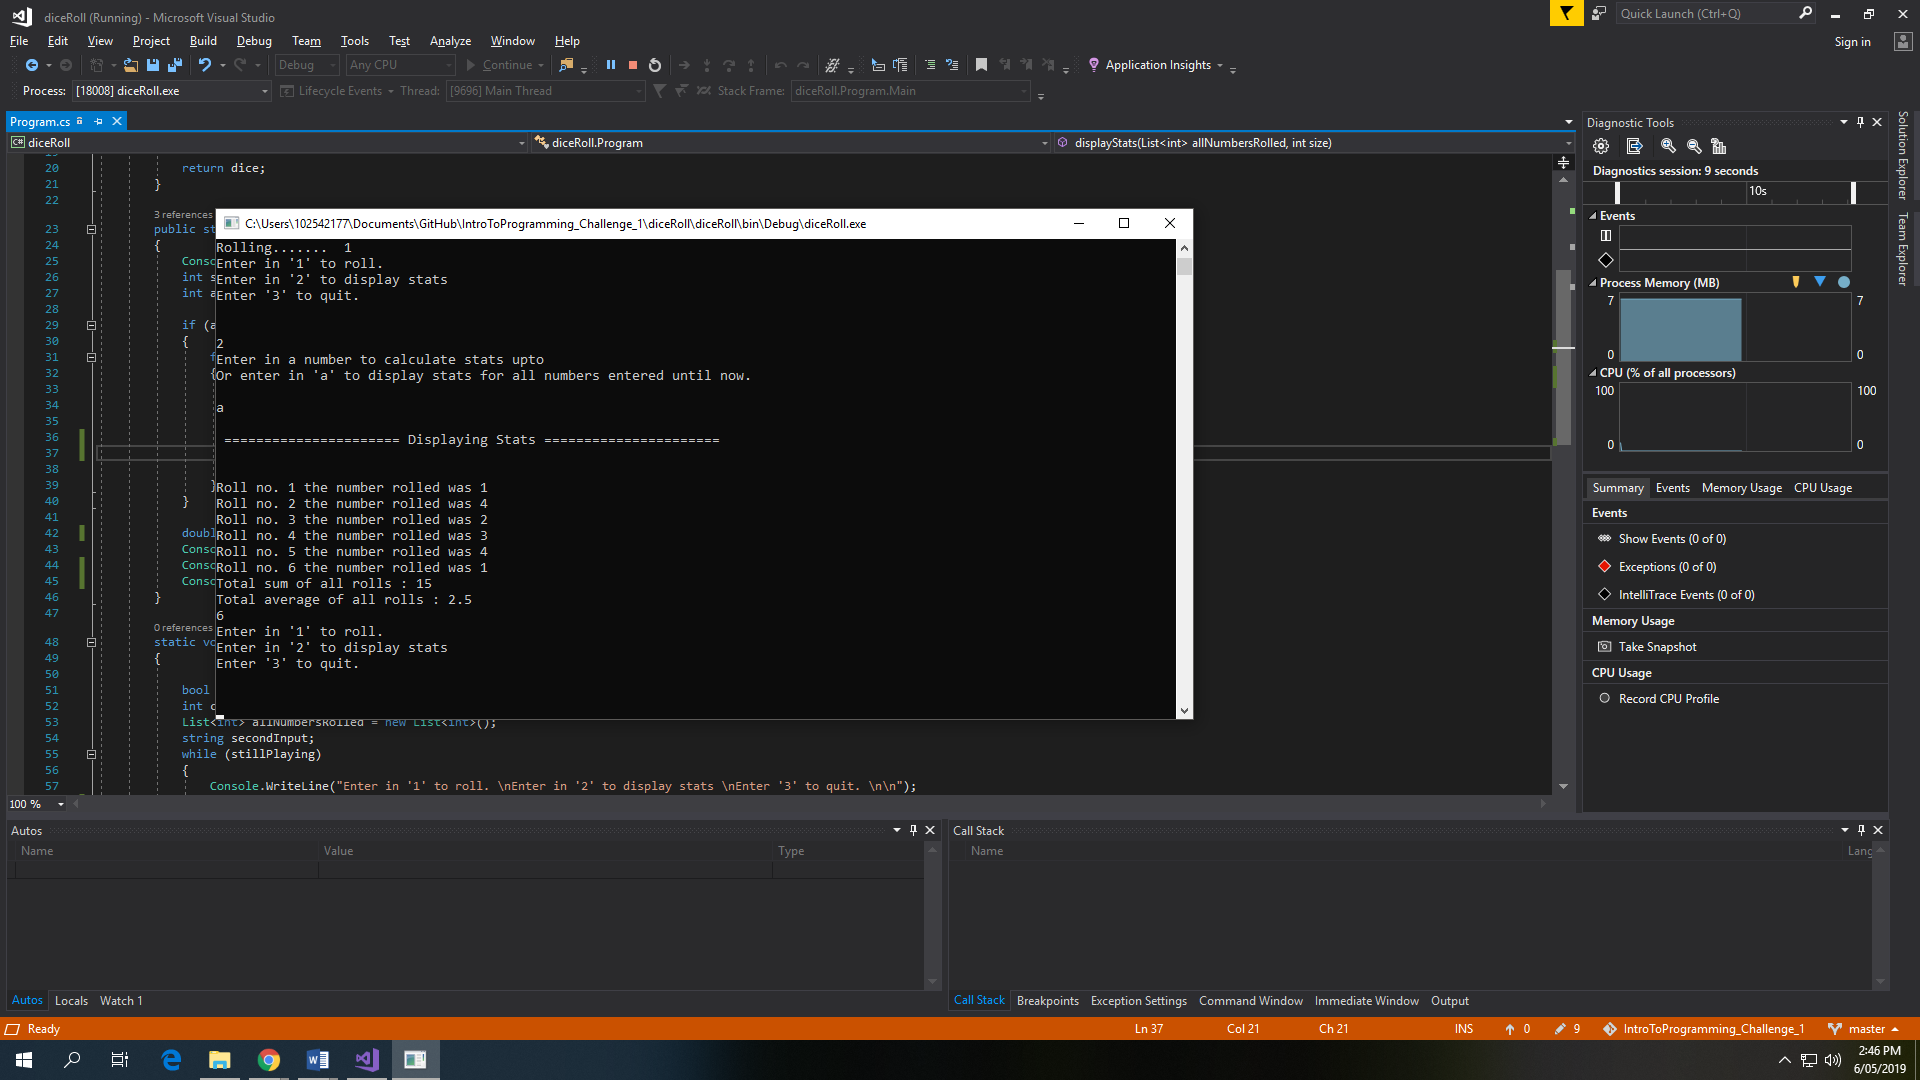 diceRoll (Running) - Microsoft Visual Studio
Quick Launch (Ctrl+Q)
File Edit View Project Build Debug Team Tools Test Analyze Window Help
Sign in
Debug Any CPU Continue Application Insights
Process: [18008] diceRoll.exe Lifecycle Events Thread: [9696] Main Thread Stack Frame: diceRoll.Program.Main
Program.cs
diceRoll diceRoll.Program displayStats(List<int> allNumbersRolled, int size)
20 return dice;
21 }
22
3 references
23 public st
24 {
25 Conso
26 int s
27 int a
28
29 if (a
30 {
31 f
32 {
33
34
35
36
37
38
39 }
40 }
41
42 doubl
43 Conso
44 Conso
45 Conso
46 }
47
0 references
48 static vo
49 {
50
51 bool
52 int c
53 List<int> allNumbersRolled = new List<int>();
54 string secondInput;
55 while (stillPlaying)
56 {
57 Console.WriteLine("Enter in '1' to roll. \nEnter in '2' to display stats \nEnter '3' to quit. \n\n");
100 %
C:\Users\102542177\Documents\GitHub\IntroToProgramming_Challenge_1\diceRoll\diceRoll\bin\Debug\diceRoll.exe
Rolling....... 1
Enter in '1' to roll.
Enter in '2' to display stats
Enter '3' to quit.
2
Enter in a number to calculate stats upto
Or enter in 'a' to display stats for all numbers entered until now.
a
====================== Displaying Stats ======================
Roll no. 1 the number rolled was 1
Roll no. 2 the number rolled was 4
Roll no. 3 the number rolled was 2
Roll no. 4 the number rolled was 3
Roll no. 5 the number rolled was 4
Roll no. 6 the number rolled was 1
Total sum of all rolls : 15
Total average of all rolls : 2.5
6
Enter in '1' to roll.
Enter in '2' to display stats
Enter '3' to quit.
Diagnostic Tools
Diagnostics session: 9 seconds
10s
Events
Process Memory (MB)
7 7
0 0
CPU (% of all processors)
100 100
0 0
Summary Events Memory Usage CPU Usage
Events
Show Events (0 of 0)
Exceptions (0 of 0)
IntelliTrace Events (0 of 0)
Memory Usage
Take Snapshot
CPU Usage
Record CPU Profile
Solution Explorer
Team Explorer
Autos
Name Value Type
Autos Locals Watch 1
Call Stack
Name Lang
Call Stack Breakpoints Exception Settings Command Window Immediate Window Output
Ready Ln 37 Col 21 Ch 21 INS 0 9 IntroToProgramming_Challenge_1 master
2:46 PM
6/05/2019